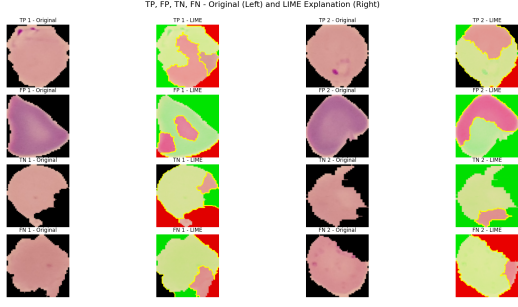 TP, FP, TN, FN - Original (Left) and LIME Explanation (Right)
TP 1 - Original TP 1 - LIME TP 2 - Original TP 2 - LIME
FP 1 - Original FP 1 - LIME FP 2 - Original FP 2 - LIME
TN 1 - Original TN 1 - LIME TN 2 - Original TN 2 - LIME
FN 1 - Original FN 1 - LIME FN 2 - Original FN 2 - LIME